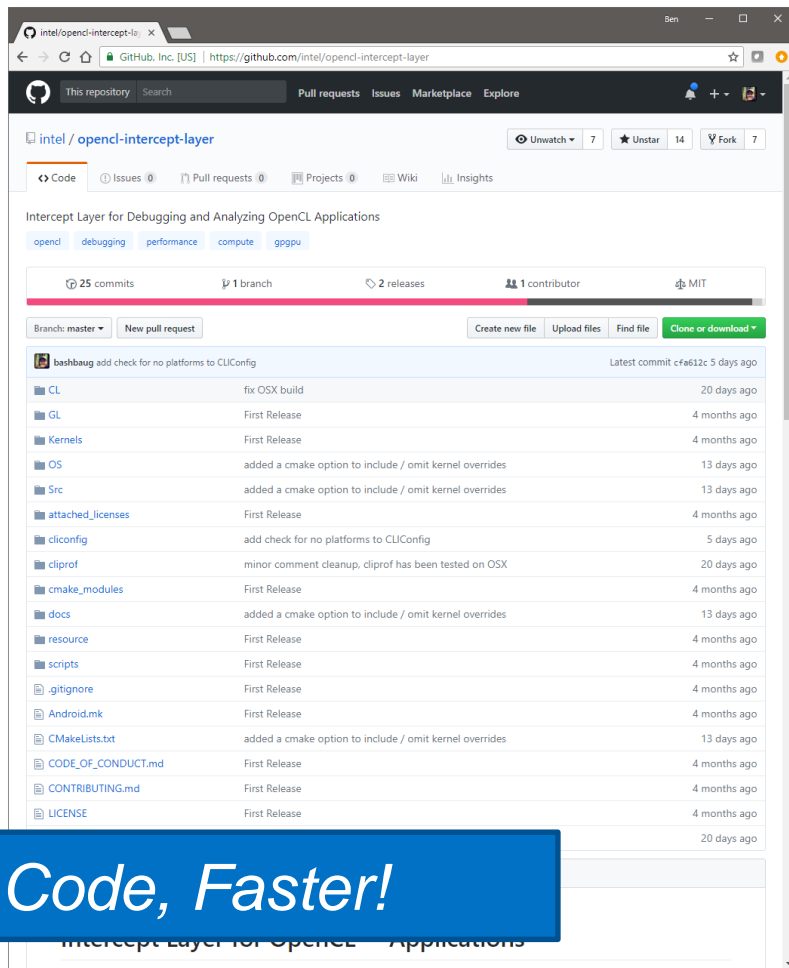 Ben
intel/opencl-intercept-lay
GitHub, Inc. [US] | https://github.com/intel/opencl-intercept-layer
This repository Search Pull requests Issues Marketplace Explore
intel / opencl-intercept-layer Unwatch 7 Unstar 14 Fork 7
Code Issues 0 Pull requests 0 Projects 0 Wiki Insights
Intercept Layer for Debugging and Analyzing OpenCL Applications
opencl debugging performance compute gpgpu
25 commits 1 branch 2 releases 1 contributor MIT
Branch: master New pull request Create new file Upload files Find file Clone or download
bashbaug add check for no platforms to CLIConfig Latest commit cfa612c 5 days ago
CL fix OSX build 20 days ago
GL First Release 4 months ago
Kernels First Release 4 months ago
OS added a cmake option to include / omit kernel overrides 13 days ago
Src added a cmake option to include / omit kernel overrides 13 days ago
attached_licenses First Release 4 months ago
cliconfig add check for no platforms to CLIConfig 5 days ago
cliprof minor comment cleanup, cliprof has been tested on OSX 20 days ago
cmake_modules First Release 4 months ago
docs added a cmake option to include / omit kernel overrides 13 days ago
resource First Release 4 months ago
scripts First Release 4 months ago
.gitignore First Release 4 months ago
Android.mk First Release 4 months ago
CMakeLists.txt added a cmake option to include / omit kernel overrides 13 days ago
CODE_OF_CONDUCT.md First Release 4 months ago
CONTRIBUTING.md First Release 4 months ago
LICENSE First Release 4 months ago
20 days ago
Code, Faster!
Intercept Layer for OpenCL Applications